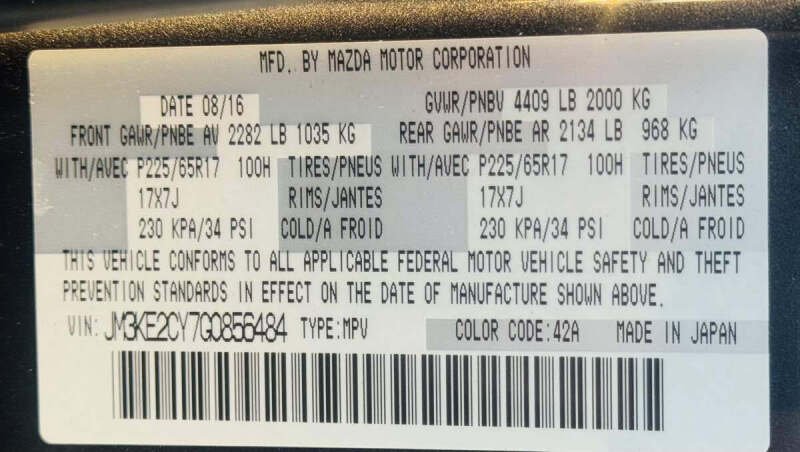 MFD. BY MAZDA MOTOR CORPORATION
DATE 08/16 GVWR/PNBV 4409 LB 2000 KG
FRONT GAWR/PNBE AV 2282 LB 1035 KG REAR GAWR/PNBE AR 2134 LB 968 KG
WITH/AVEC P225/65R17 100H TIRES/PNEUS WITH/AVEC P225/65R17 100H TIRES/PNEUS
17X7J RIMS/JANTES 17X7J RIMS/JANTES
230 KPA/34 PSI COLD/A FROID 230 KPA/34 PSI COLD/A FROID
THIS VEHICLE CONFORMS TO ALL APPLICABLE FEDERAL MOTOR VEHICLE SAFETY AND THEFT
PREVENTION STANDARDS IN EFFECT ON THE DATE OF MANUFACTURE SHOWN ABOVE.
VIN: JM3KE2CY7G0856484 TYPE:MPV COLOR CODE:42A MADE IN JAPAN